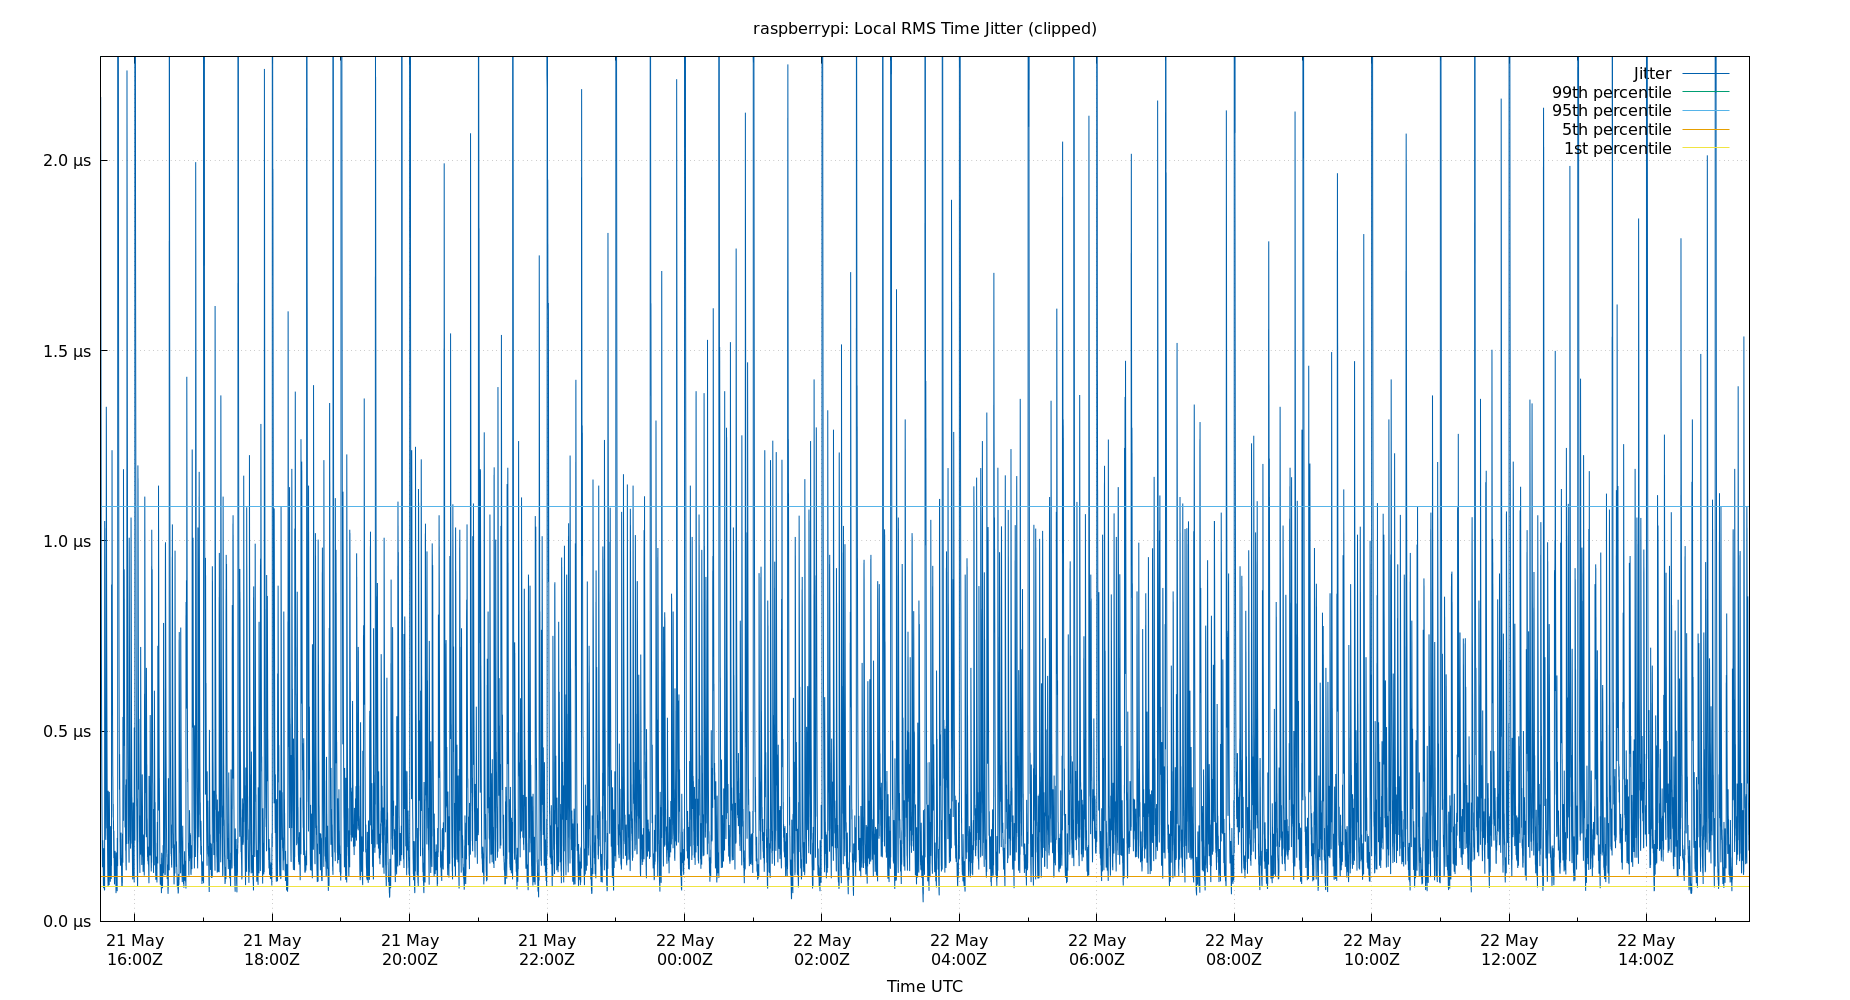 raspberrypi: Local RMS Time Jitter (clipped)
Jitter
99th percentile
95th percentile
5th percentile
1st percentile
2.0 μs
1.5 μs
1.0 μs
0.5 μs
0.0 μs
21 May 21 May 21 May 21 May 22 May 22 May 22 May 22 May 22 May 22 May 22 May 22 May
16:00Z 18:00Z 20:00Z 22:00Z 00:00Z 02:00Z 04:00Z 06:00Z 08:00Z 10:00Z 12:00Z 14:00Z
Time UTC